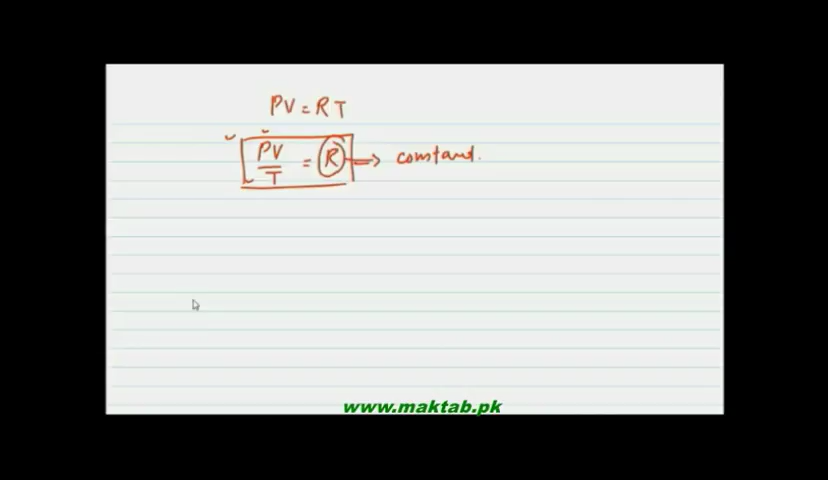 PV = RT
PV/T = R → constant.
www.maktab.pk